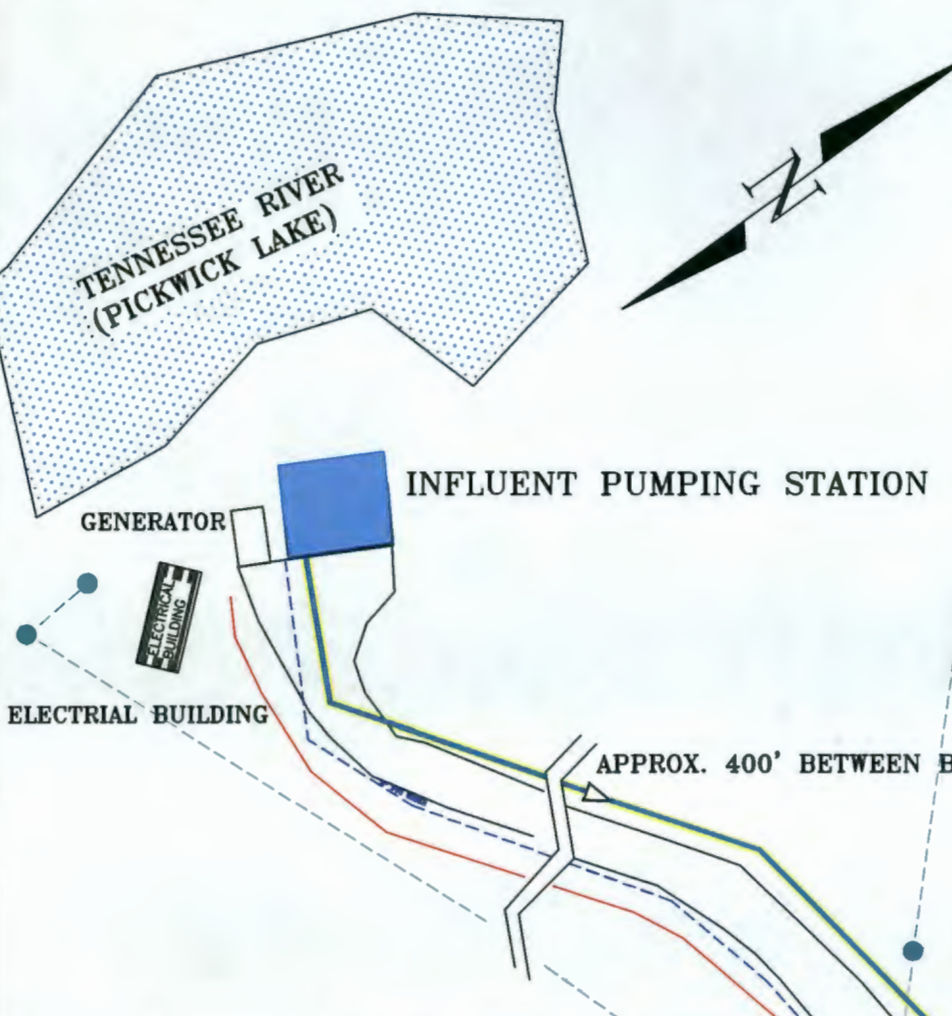 TENNESSEE RIVER
(PICKWICK LAKE)
N
INFLUENT PUMPING STATION
GENERATOR
ELECTRICAL
BUILDING
ELECTRIAL BUILDING
APPROX. 400' BETWEEN B